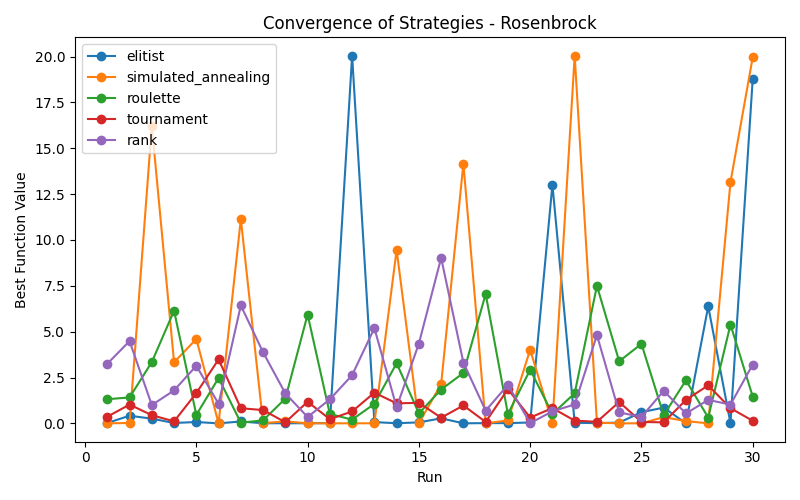 Convergence of Strategies - Rosenbrock
Best Function Value
20.0
17.5
15.0
12.5
10.0
7.5
5.0
2.5
0.0
elitist
simulated_annealing
roulette
tournament
rank
0 5 10 15 20 25 30
Run